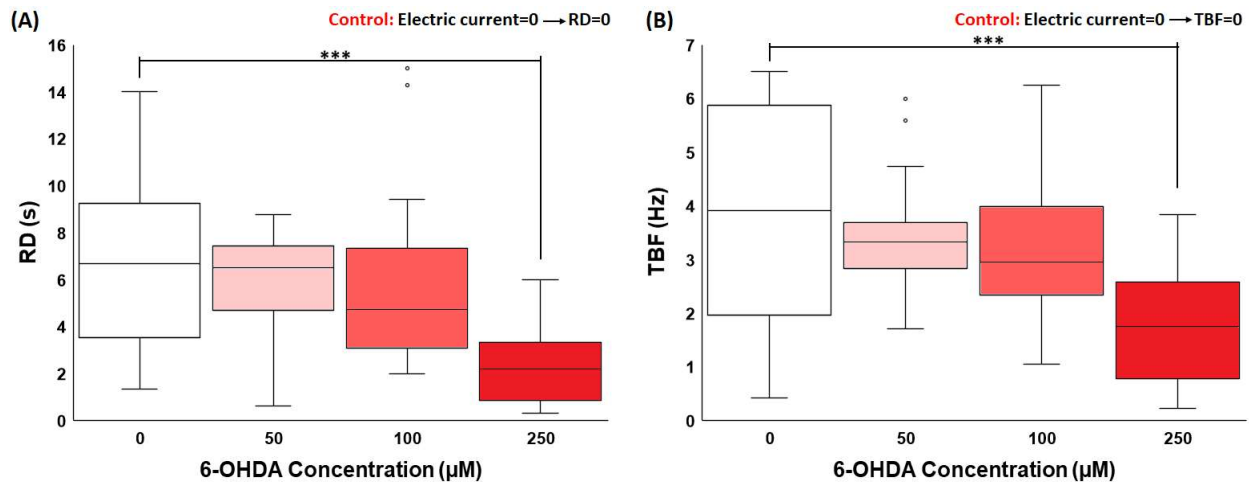 (A)
Control: Electric current=0 → RD=0
16
14
12
10
8
6
4
2
0
RD (s)
***
0 50 100 250
6-OHDA Concentration (µM)
(B)
Control: Electric current=0 → TBF=0
7
6
5
4
3
2
1
0
TBF (Hz)
***
0 50 100 250
6-OHDA Concentration (µM)